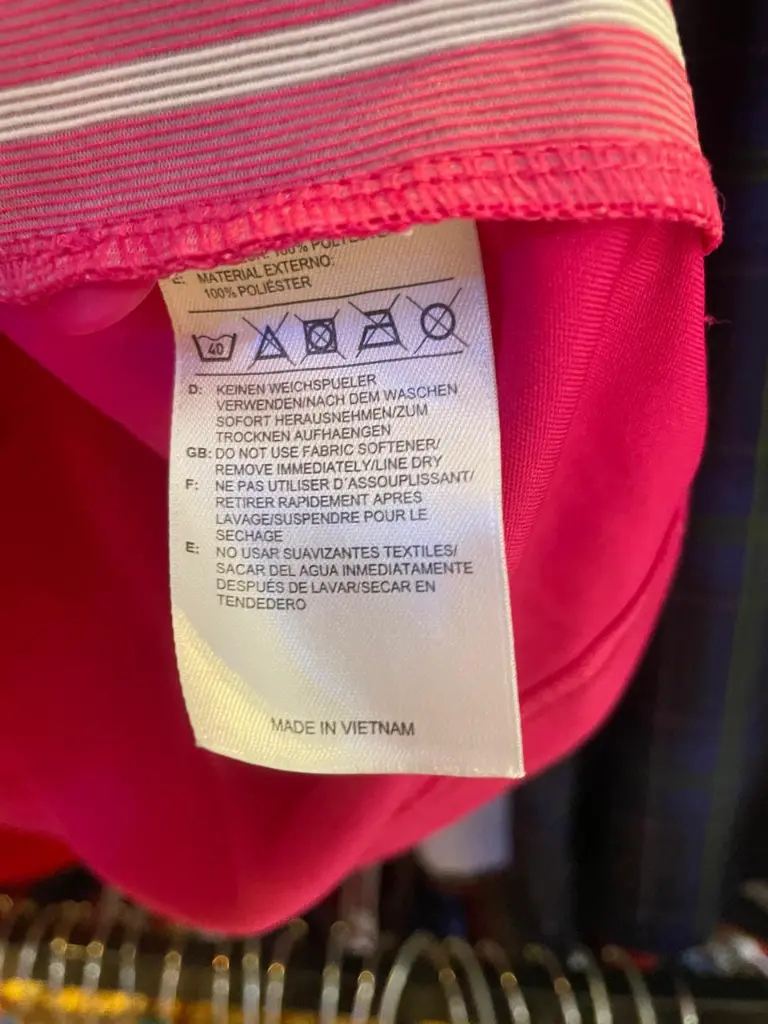 100% POLYESTER
E: MATERIAL EXTERNO:
100% POLIÉSTER
40
D: KEINEN WEICHSPUELER
VERWENDEN/NACH DEM WASCHEN
SOFORT HERAUSNEHMEN/ZUM
TROCKNEN AUFHAENGEN
GB: DO NOT USE FABRIC SOFTENER/
REMOVE IMMEDIATELY/LINE DRY
F: NE PAS UTILISER D'ASSOUPLISSANT/
RETIRER RAPIDEMENT APRES
LAVAGE/SUSPENDRE POUR LE
SECHAGE
E: NO USAR SUAVIZANTES TEXTILES/
SACAR DEL AGUA INMEDIATAMENTE
DESPUÉS DE LAVAR/SECAR EN
TENDEDERO
MADE IN VIETNAM